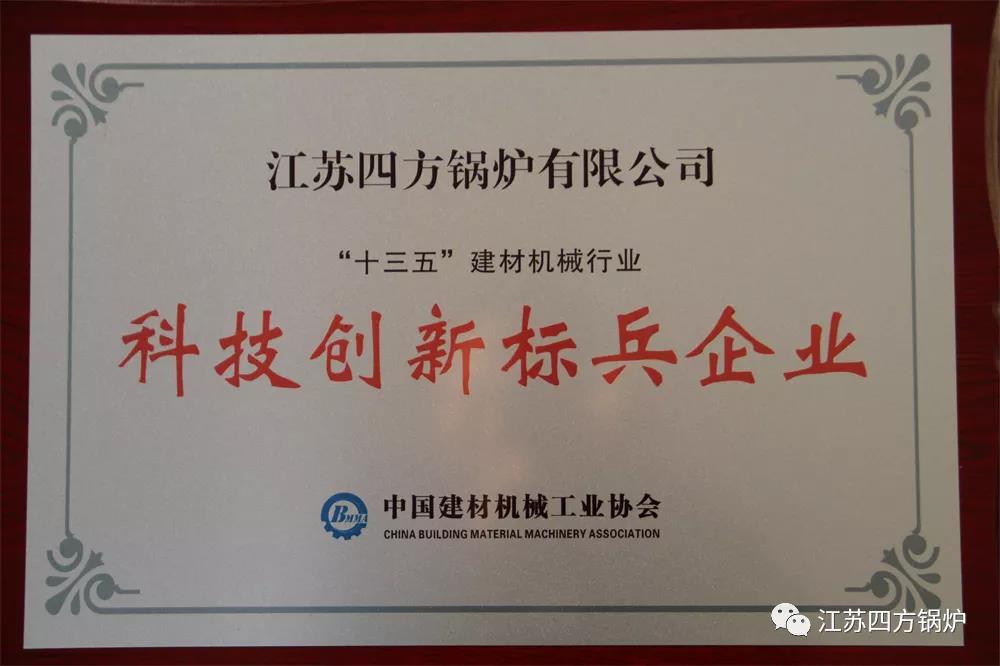 江苏四方锅炉有限公司
“十三五”建材机械行业
科技创新标兵企业
BMMA
中国建材机械工业协会
CHINA BUILDING MATERIAL MACHINERY ASSOCIATION
江苏四方锅炉